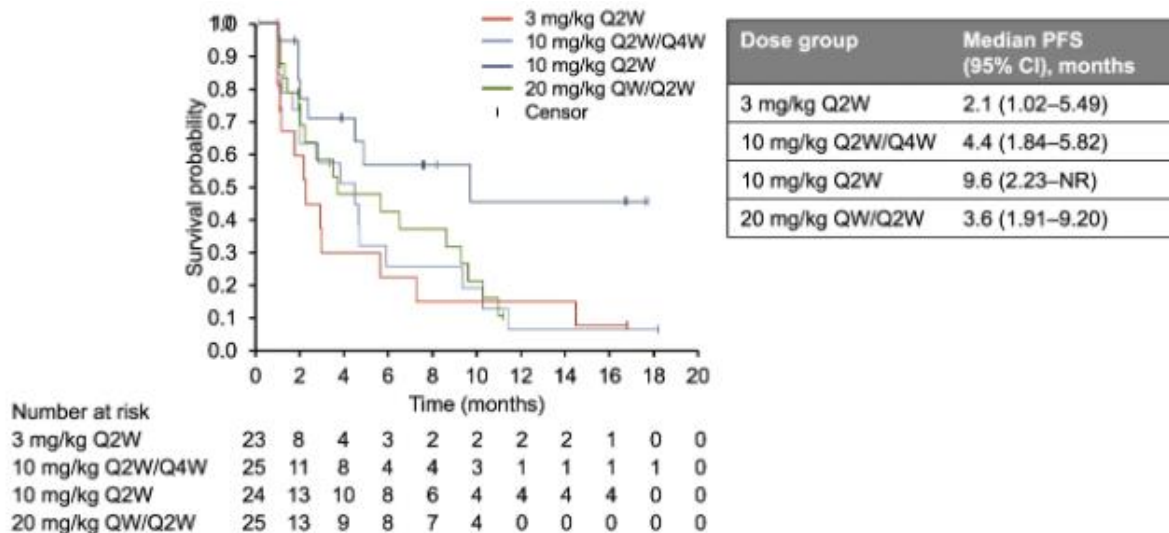 1.0
0.9
0.8
0.7
0.6
0.5
0.4
0.3
0.2
0.1
0.0
Survival probability
0 2 4 6 8 10 12 14 16 18 20
Time (months)
3 mg/kg Q2W
10 mg/kg Q2W/Q4W
10 mg/kg Q2W
20 mg/kg QW/Q2W
Censor
Dose group Median PFS
(95% CI), months
3 mg/kg Q2W 2.1 (1.02–5.49)
10 mg/kg Q2W/Q4W 4.4 (1.84–5.82)
10 mg/kg Q2W 9.6 (2.23–NR)
20 mg/kg QW/Q2W 3.6 (1.91–9.20)
Number at risk
3 mg/kg Q2W 23 8 4 3 2 2 2 2 1 0 0
10 mg/kg Q2W/Q4W 25 11 8 4 4 3 1 1 1 1 0
10 mg/kg Q2W 24 13 10 8 6 4 4 4 4 0 0
20 mg/kg QW/Q2W 25 13 9 8 7 4 0 0 0 0 0